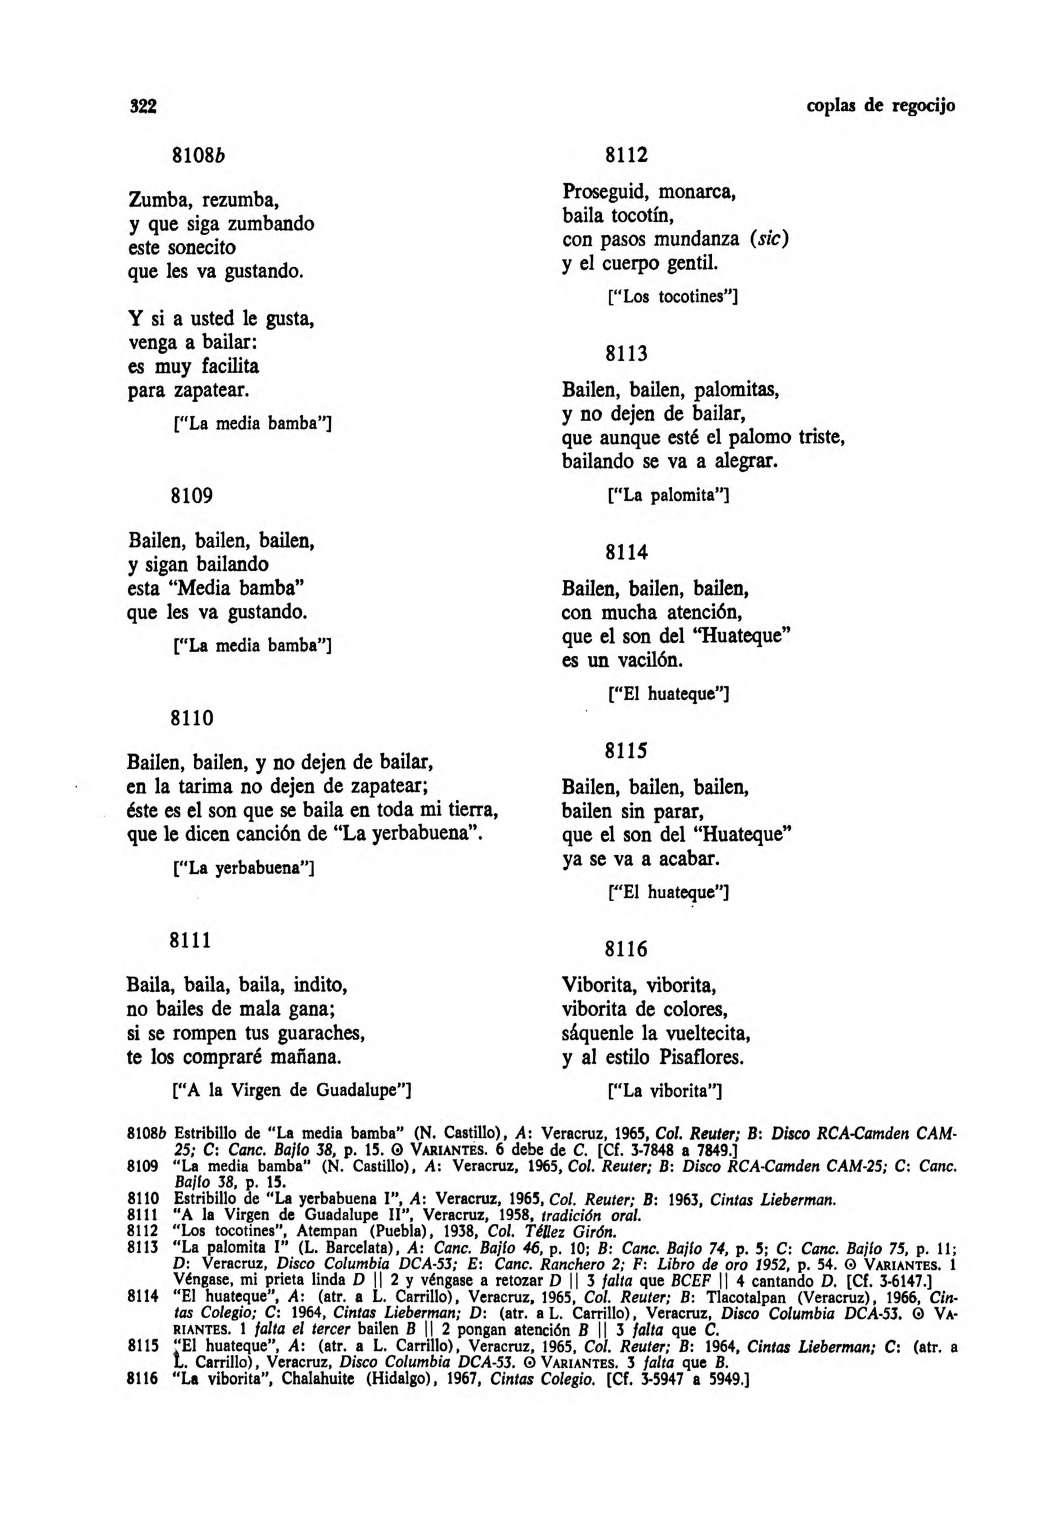 322
coplas de regocijo
8108b
Zumba, rezumba,
y que siga zumbando
este sonecito
que les va gustando.
Y si a usted le gusta,
venga a bailar:
es muy facilita
para zapatear.
["La media bamba"]
8109
Bailen, bailen, bailen,
y sigan bailando
esta “Media bamba”
que les va gustando.
["La media bamba"]
8110
Bailen, bailen, y no dejen de bailar,
en la tarima no dejen de zapatear;
éste es el son que se baila en toda mi tierra,
que le dicen canción de “La yerbabuena”.
["La yerbabuena"]
8111
Baila, baila, baila, indito,
no bailes de mala gana;
si se rompen tus guaraches,
te los compraré mañana.
["A la Virgen de Guadalupe"]
8112
Proseguid, monarca,
baila tocotín,
con pasos mundanza (sic)
y el cuerpo gentil.
["Los tocotines"]
8113
Bailen, bailen, palomitas,
y no dejen de bailar,
que aunque esté el palomo triste,
bailando se va a alegrar.
["La palomita"]
8114
Bailen, bailen, bailen,
con mucha atención,
que el son del “Huateque”
es un vacilón.
["El huateque"]
8115
Bailen, bailen, bailen,
bailen sin parar,
que el son del “Huateque”
ya se va a acabar.
["El huateque"]
8116
Viborita, viborita,
viborita de colores,
sáquenle la vueltecita,
y al estilo Pisaflores.
["La viborita"]
8108b Estribillo de “La media bamba” (N. Castillo), A: Veracruz, 1965, Col. Reuter; B: Disco RCA-Camden CAM-
25; C: Canc. Bajío 38, p. 15. ⊙ VARIANTES. 6 debe de C. [Cf. 3-7848 a 7849.]
8109 “La media bamba” (N. Castillo), A: Veracruz, 1965, Col. Reuter; B: Disco RCA-Camden CAM-25; C: Canc.
Bajío 38, p. 15.
8110 Estribillo de “La yerbabuena I”, A: Veracruz, 1965, Col. Reuter; B: 1963, Cintas Lieberman.
8111 “A la Virgen de Guadalupe II”, Veracruz, 1958, tradición oral.
8112 “Los tocotines”, Atempan (Puebla), 1938, Col. Téllez Girón.
8113 “La palomita I” (L. Barcelata), A: Canc. Bajío 46, p. 10; B: Canc. Bajío 74, p. 5; C: Canc. Bajío 75, p. 11;
D: Veracruz, Disco Columbia DCA-53; E: Canc. Ranchero 2; F: Libro de oro 1952, p. 54. ⊙ VARIANTES. 1
Véngase, mi prieta linda D || 2 y véngase a retozar D || 3 falta que BCEF || 4 cantando D. [Cf. 3-6147.]
8114 “El huateque”, A: (atr. a L. Carrillo), Veracruz, 1965, Col. Reuter; B: Tlacotalpan (Veracruz), 1966, Cin-
tas Colegio; C: 1964, Cintas Lieberman; D: (atr. a L. Carrillo), Veracruz, Disco Columbia DCA-53. ⊙ VA-
RIANTES. 1 falta el tercer bailen B || 2 pongan atención B || 3 falta que C.
8115 “El huateque”, A: (atr. a L. Carrillo), Veracruz, 1965, Col. Reuter; B: 1964, Cintas Lieberman; C: (atr. a
L. Carrillo), Veracruz, Disco Columbia DCA-53. ⊙ VARIANTES. 3 falta que B.
8116 “La viborita”, Chalahuite (Hidalgo), 1967, Cintas Colegio. [Cf. 3-5947 a 5949.]